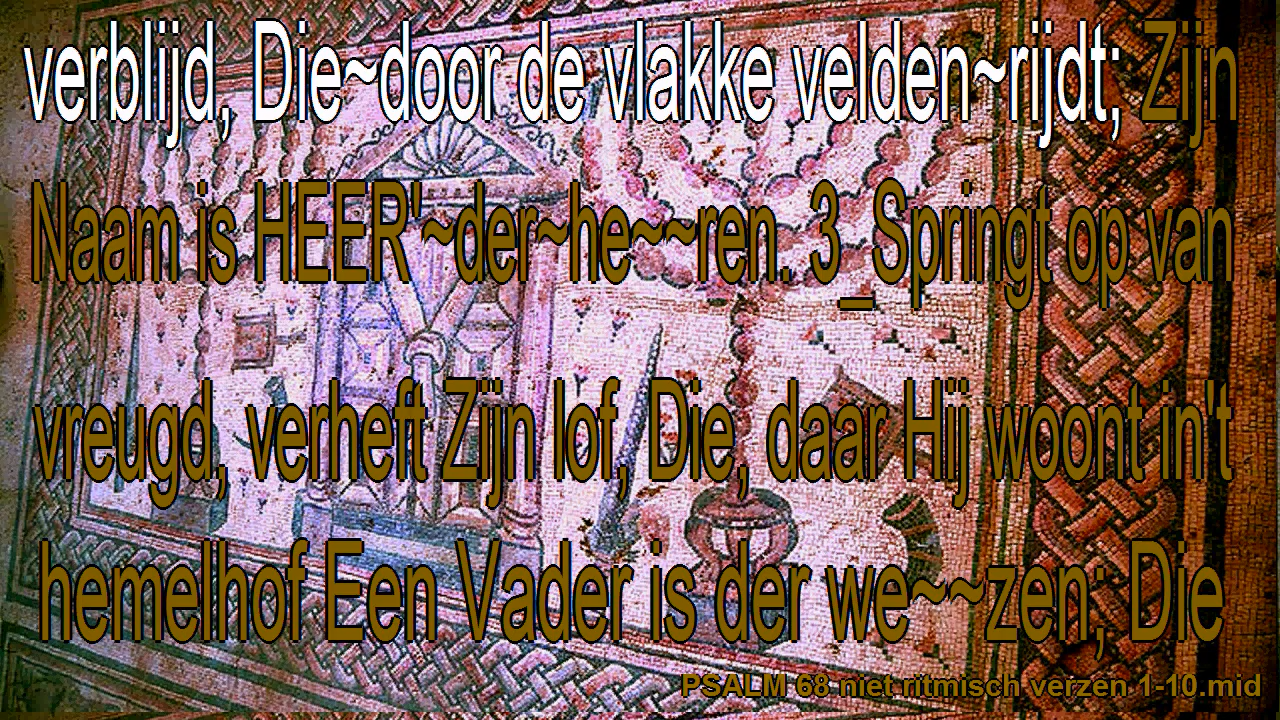 verblijd, Die~door de vlakke velden~rijdt; Zijn
Naam is HEER'~der~he~~ren. 3_Springt op van
vreugd, verheft Zijn lof, Die, daar Hij woont in't
hemelhof Een Vader is der we~~zen; Die
PSALM 68 niet ritmisch verzen 1-10.mid